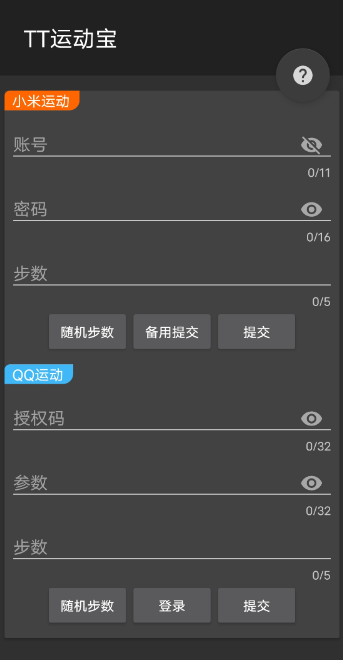 TT运动宝
小米运动
账号
0/11
密码
0/16
步数
0/5
随机步数 备用提交 提交
QQ运动
授权码
0/32
参数
0/32
步数
0/5
随机步数 登录 提交